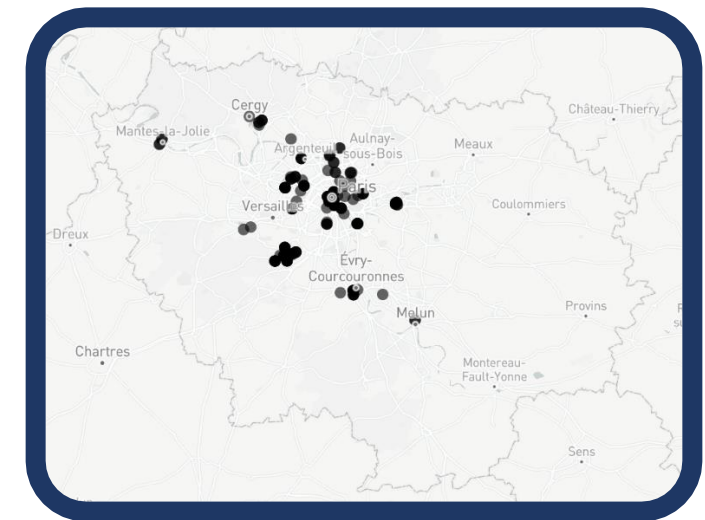 Cergy
Château-Thierry
Mantes-la-Jolie
Aulnay-
sous-Bois
Argenteuil
Meaux
Paris
Versailles
Coulommiers
Dreux
Évry-
Courcouronnes
Melun
Provins
Chartres
Montereau-
Fault-Yonne
Sens